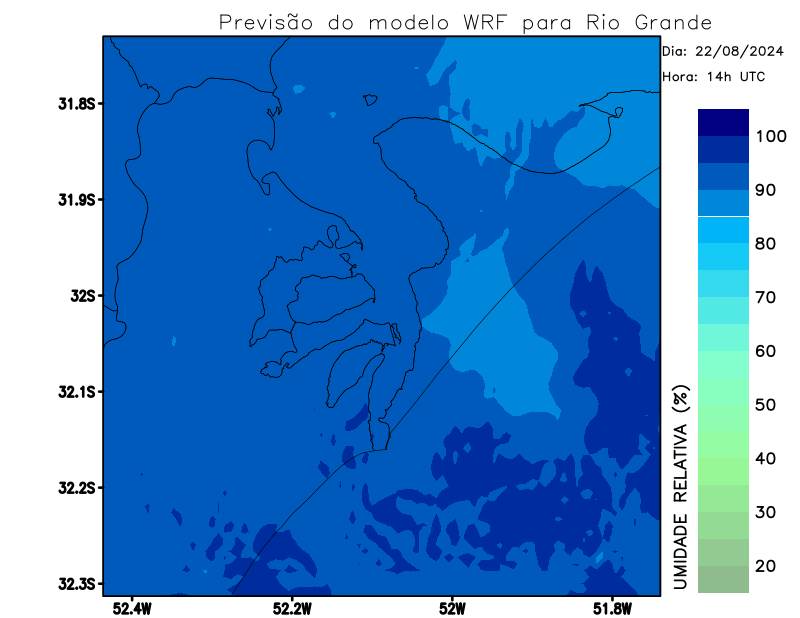 Previsão do modelo WRF para Rio Grande
Dia: 22/08/2024
Hora: 14h UTC
31.8S
31.9S
32S
32.1S
32.2S
32.3S
52.4W
52.2W
52W
51.8W
UMIDADE RELATIVA (%)
100
90
80
70
60
50
40
30
20